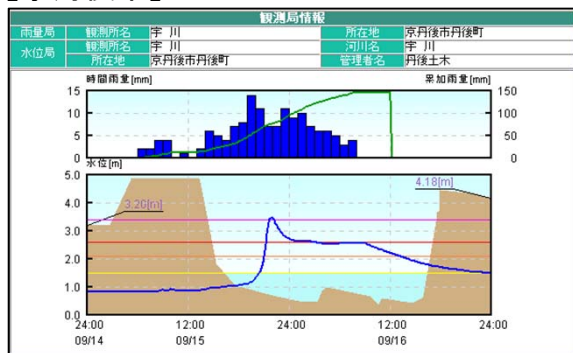 観測局情報
雨量局 観測所名 宇 川 所在地 京丹後市丹後町
水位局 観測所名 宇 川 河川名 宇 川
所在地 京丹後市丹後町 管理者名 丹後土木
時間雨量[mm] 累加雨量[mm]
15 150
10 100
5 50
0 0
水位[m]
5.0
4.18[m]
4.0
3.20[m]
3.0
2.0
1.0
0.0
24:00 12:00 24:00 12:00 24:00
09/14 09/15 09/16